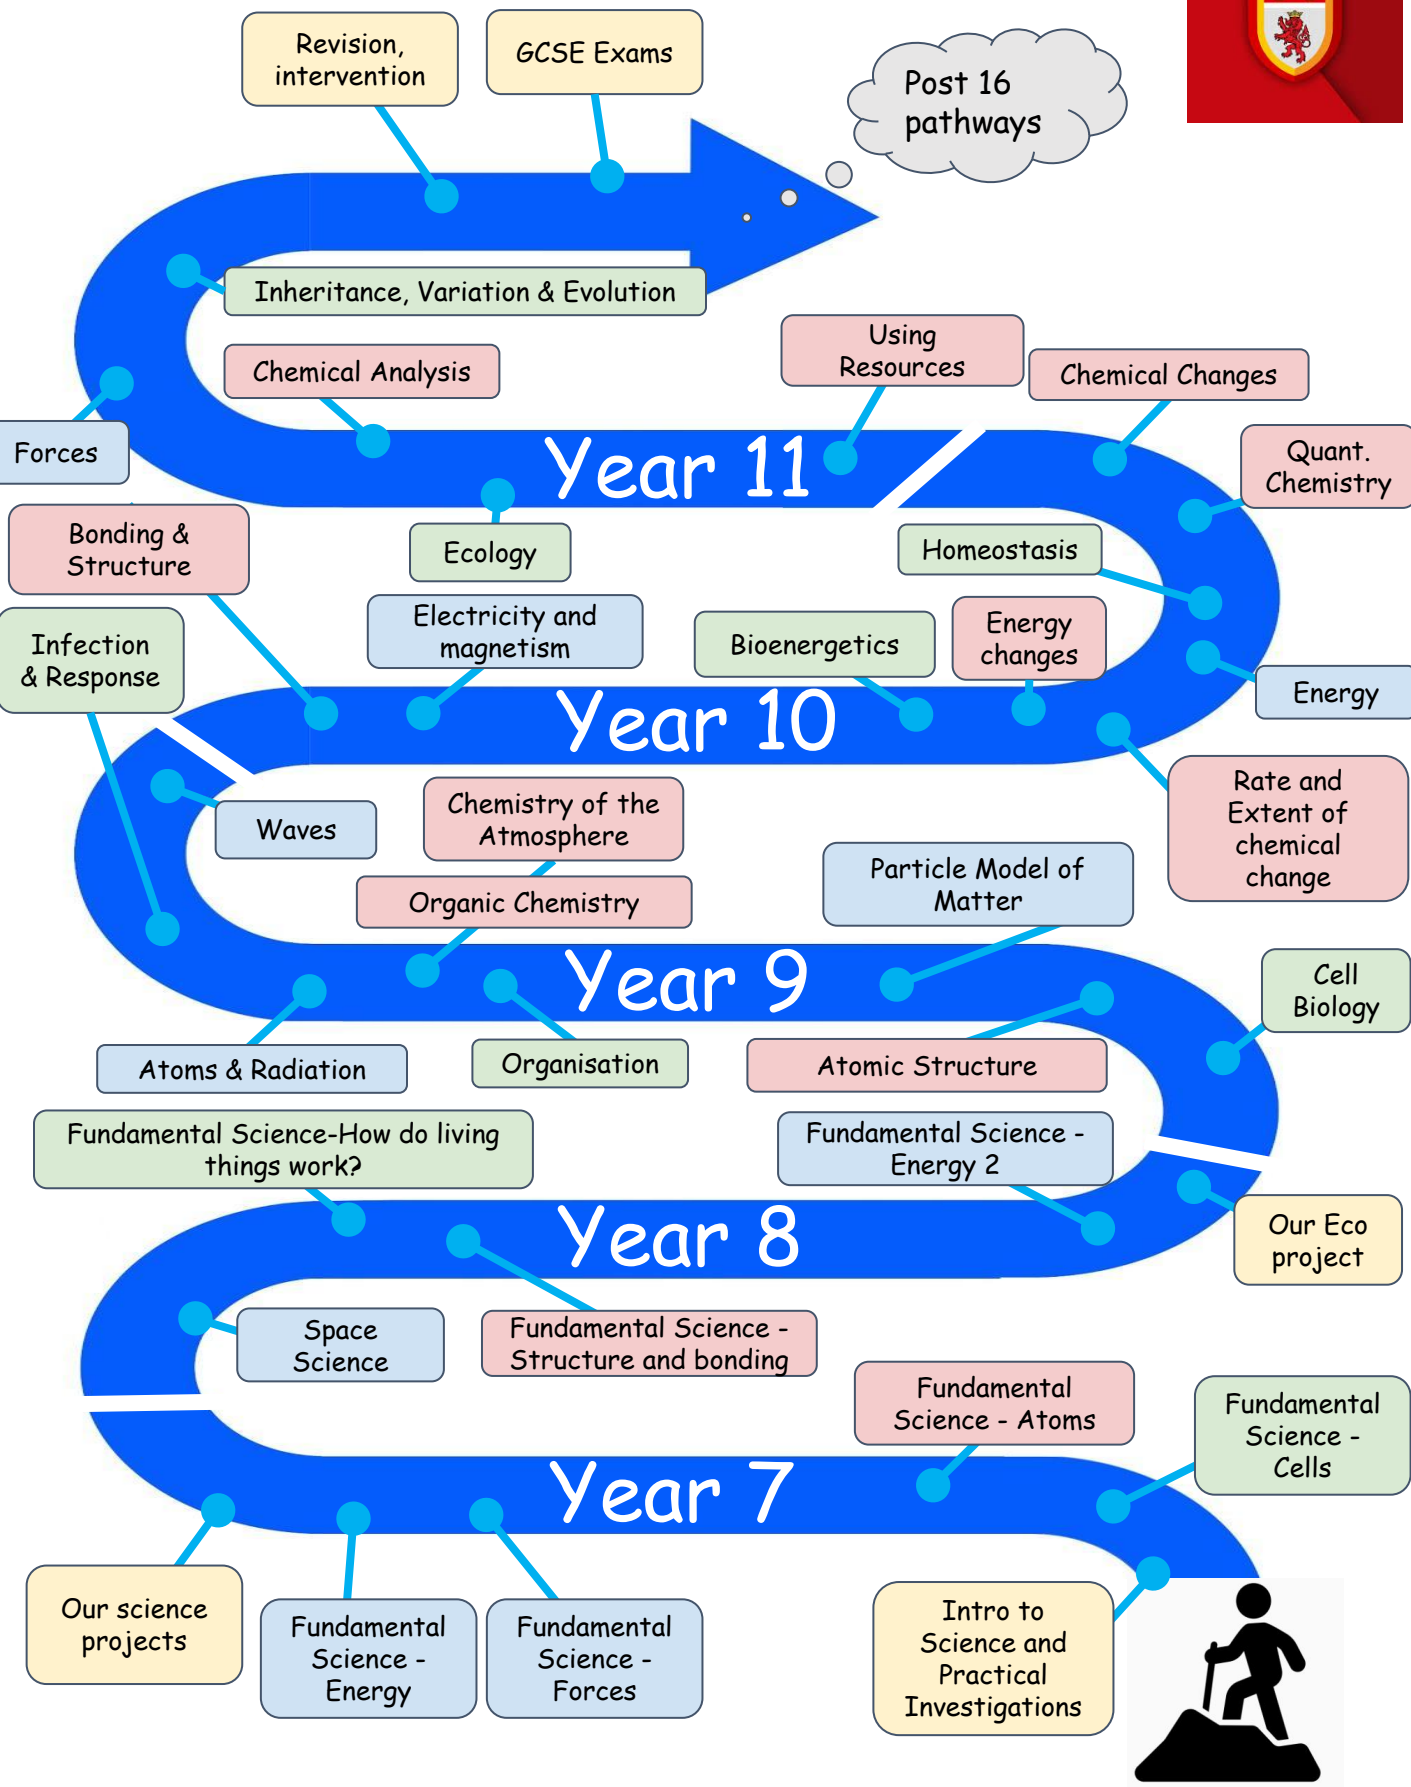 Revision,
intervention
GCSE Exams
Post 16
pathways
Inheritance, Variation & Evolution
Chemical Analysis
Using
Resources
Chemical Changes
Forces
Year 11
Quant.
Chemistry
Bonding &
Structure
Ecology
Homeostasis
Infection
& Response
Electricity and
magnetism
Bioenergetics
Energy
changes
Energy
Year 10
Waves
Chemistry of the
Atmosphere
Rate and
Extent of
chemical
change
Organic Chemistry
Particle Model of
Matter
Year 9
Cell
Biology
Atoms & Radiation
Organisation
Atomic Structure
Fundamental Science-How do living
things work?
Fundamental Science -
Energy 2
Year 8
Our Eco
project
Space
Science
Fundamental Science -
Structure and bonding
Fundamental
Science - Atoms
Fundamental
Science -
Cells
Year 7
Our science
projects
Fundamental
Science -
Energy
Fundamental
Science -
Forces
Intro to
Science and
Practical
Investigations